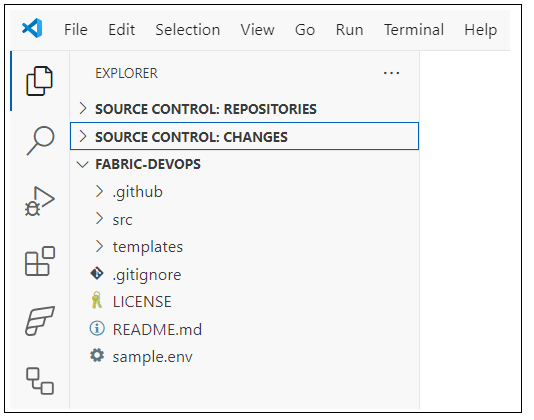 File Edit Selection View Go Run Terminal Help
EXPLORER ...
SOURCE CONTROL: REPOSITORIES
SOURCE CONTROL: CHANGES
FABRIC-DEVOPS
.github
src
templates
.gitignore
LICENSE
README.md
sample.env